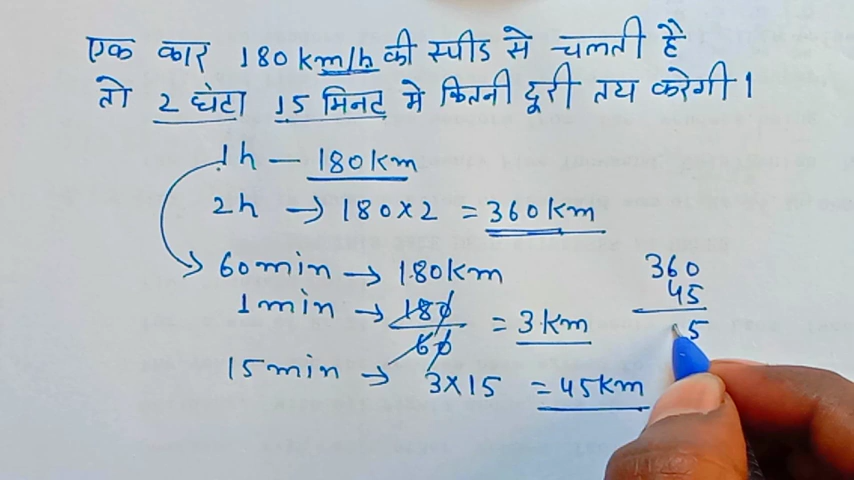 एक कार 180 km/h की स्पीड से चलती है
तो 2 घंटा 15 मिनट मे कितनी दूरी तय करेगी।
1h — 180km
2h → 180×2 = 360km
60min → 180km
1min → 180/60 = 3km
15min → 3×15 = 45km
360
45
5